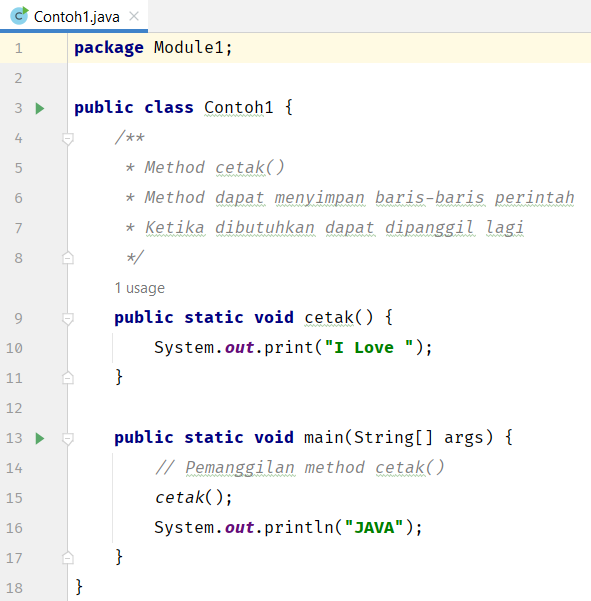 Contoh1.java
1 package Module1;
2
3 public class Contoh1 {
4 /**
5 * Method cetak()
6 * Method dapat menyimpan baris-baris perintah
7 * Ketika dibutuhkan dapat dipanggil lagi
8 */
1 usage
9 public static void cetak() {
10 System.out.print("I Love ");
11 }
12
13 public static void main(String[] args) {
14 // Pemanggilan method cetak()
15 cetak();
16 System.out.println("JAVA");
17 }
18 }